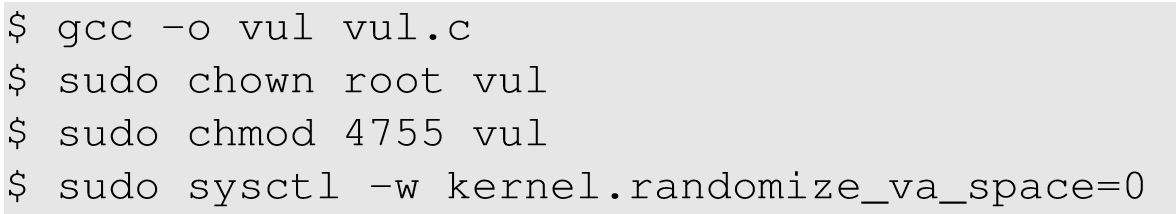 $ gcc -o vul vul.c
$ sudo chown root vul
$ sudo chmod 4755 vul
$ sudo sysctl -w kernel.randomize_va_space=0